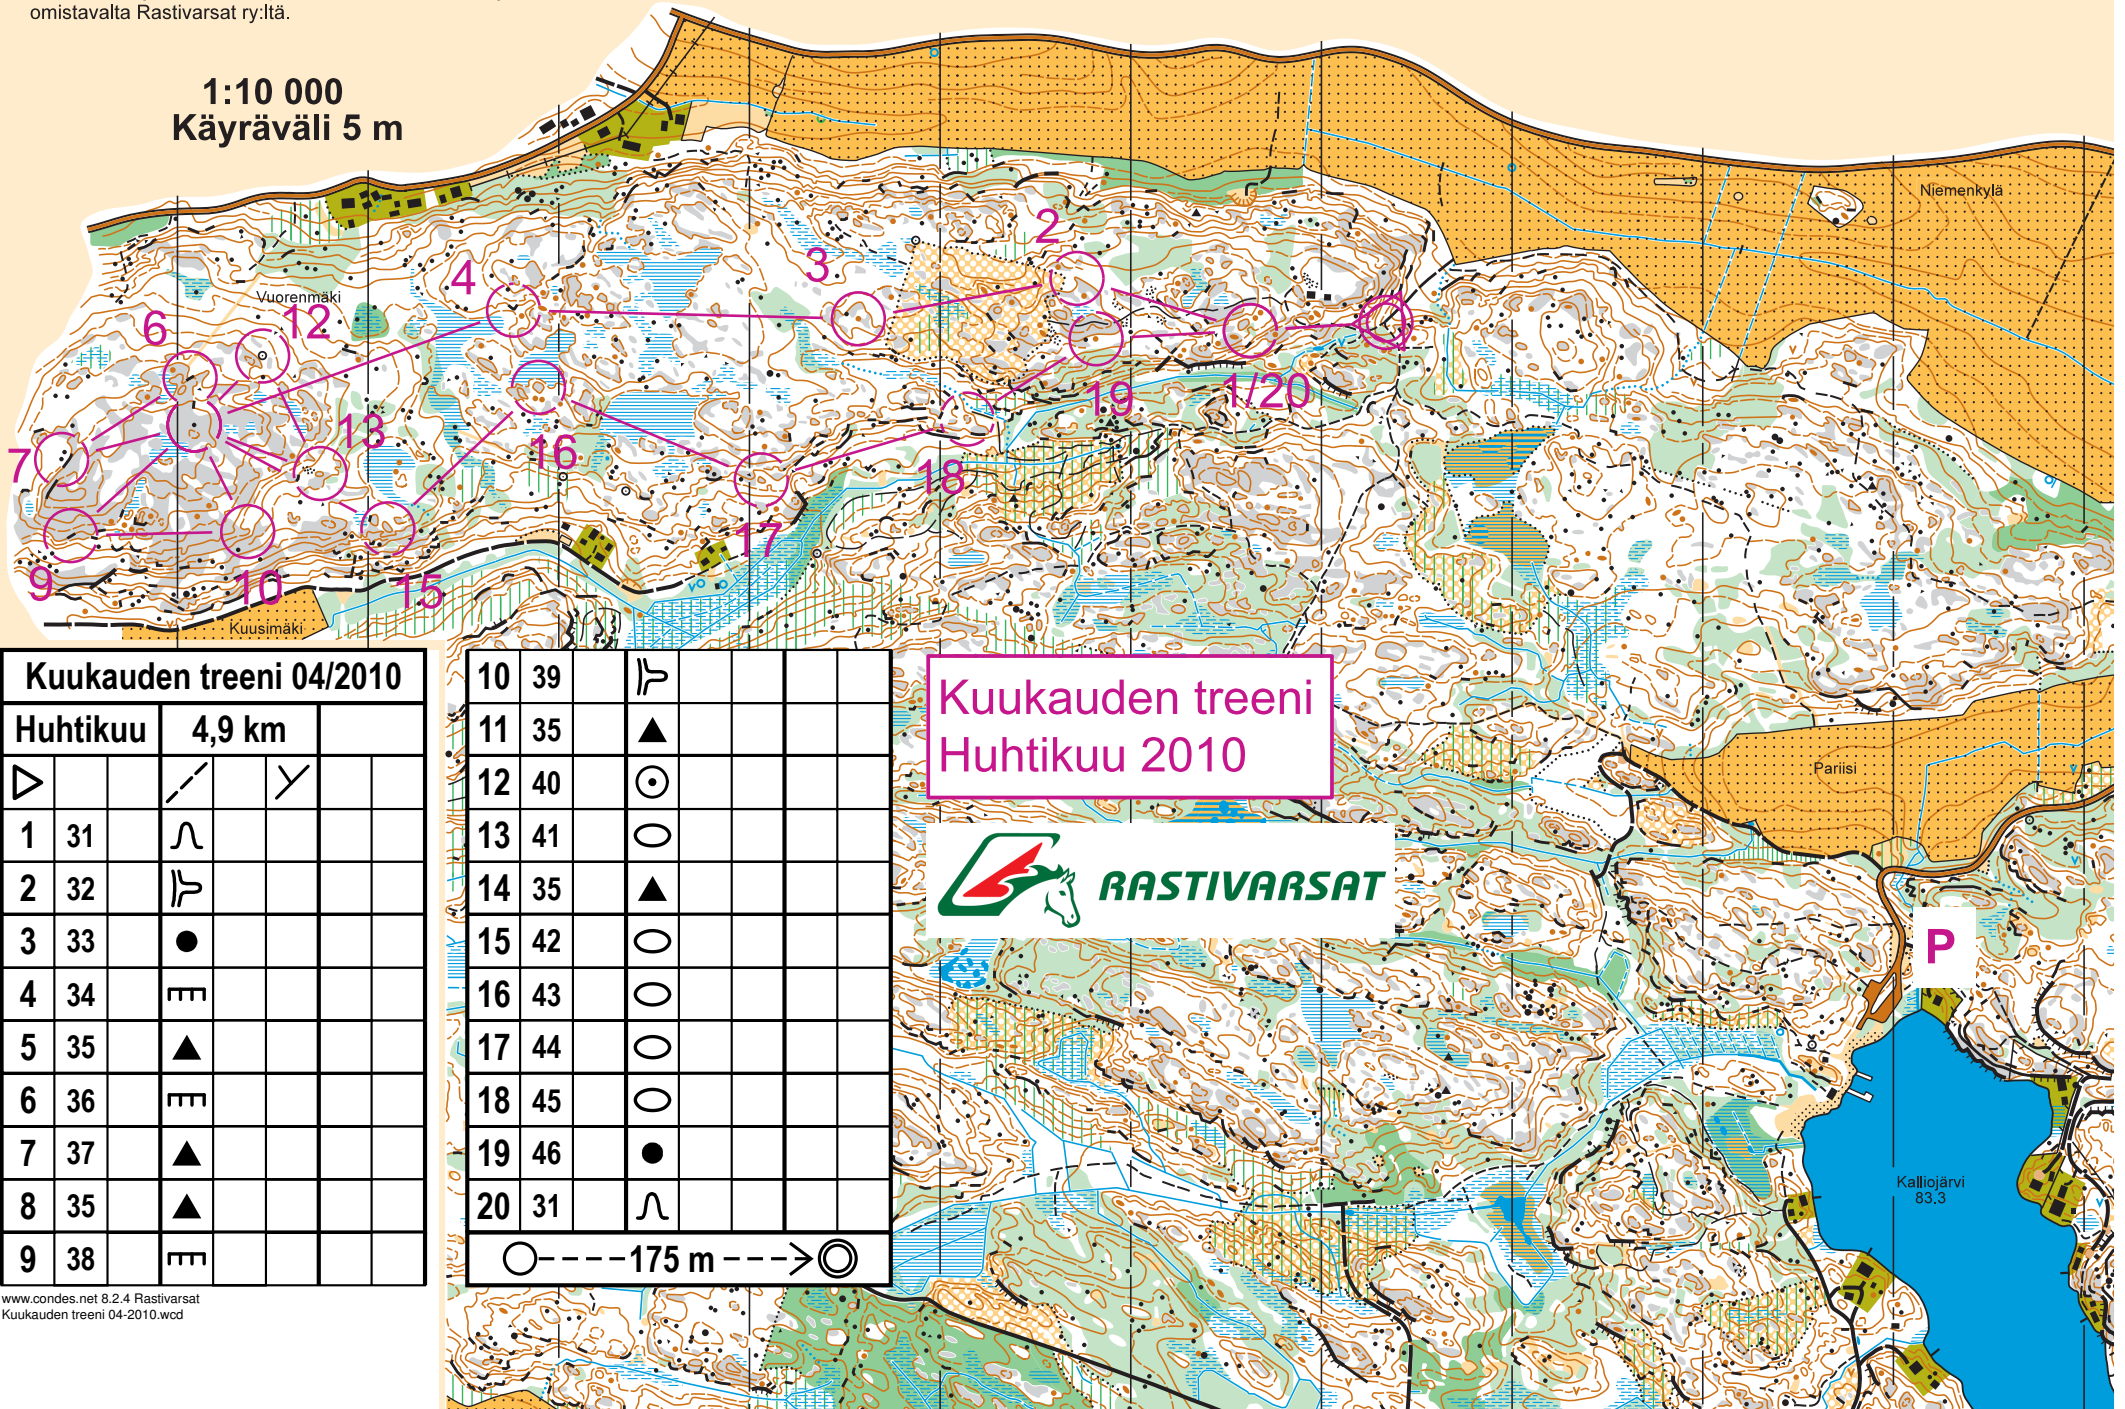 omistavalta Rastivarsat ry:ltä.
1:10 000
Käyräväli 5 m
Niemenkylä
Vuorenmäki
2
3
4
6
12
13
7
16
19
1/20
18
17
9
10
15
Kuusimäki
Kuukauden treeni 04/2010
Huhtikuu 4,9 km
1 31
2 32
3 33
4 34
5 35
6 36
7 37
8 35
9 38
10 39
11 35
12 40
13 41
14 35
15 42
16 43
17 44
18 45
19 46
20 31
175 m
Kuukauden treeni
Huhtikuu 2010
RASTIVARSAT
Pariisi
P
Kalliojärvi
83.3
www.condes.net 8.2.4 Rastivarsat
Kuukauden treeni 04-2010.wcd